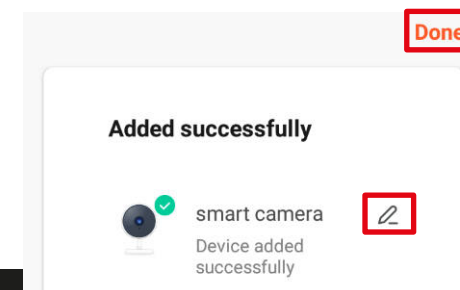 Done
Added successfully
smart camera
Device added
successfully